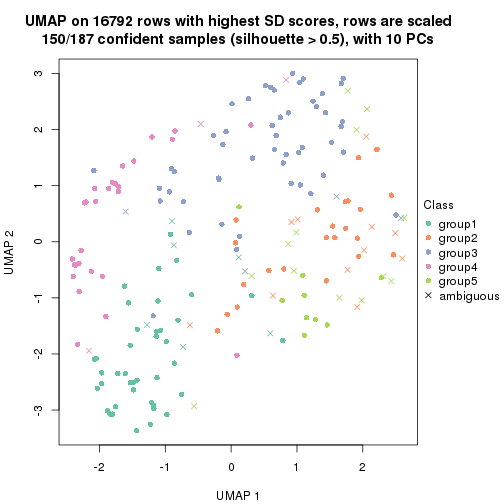 UMAP on 16792 rows with highest SD scores, rows are scaled
150/187 confident samples (silhouette > 0.5), with 10 PCs
3
2
1
0
-1
-2
-3
UMAP 2
-2
-1
0
1
2
UMAP 1
Class
group1
group2
group3
group4
group5
ambiguous